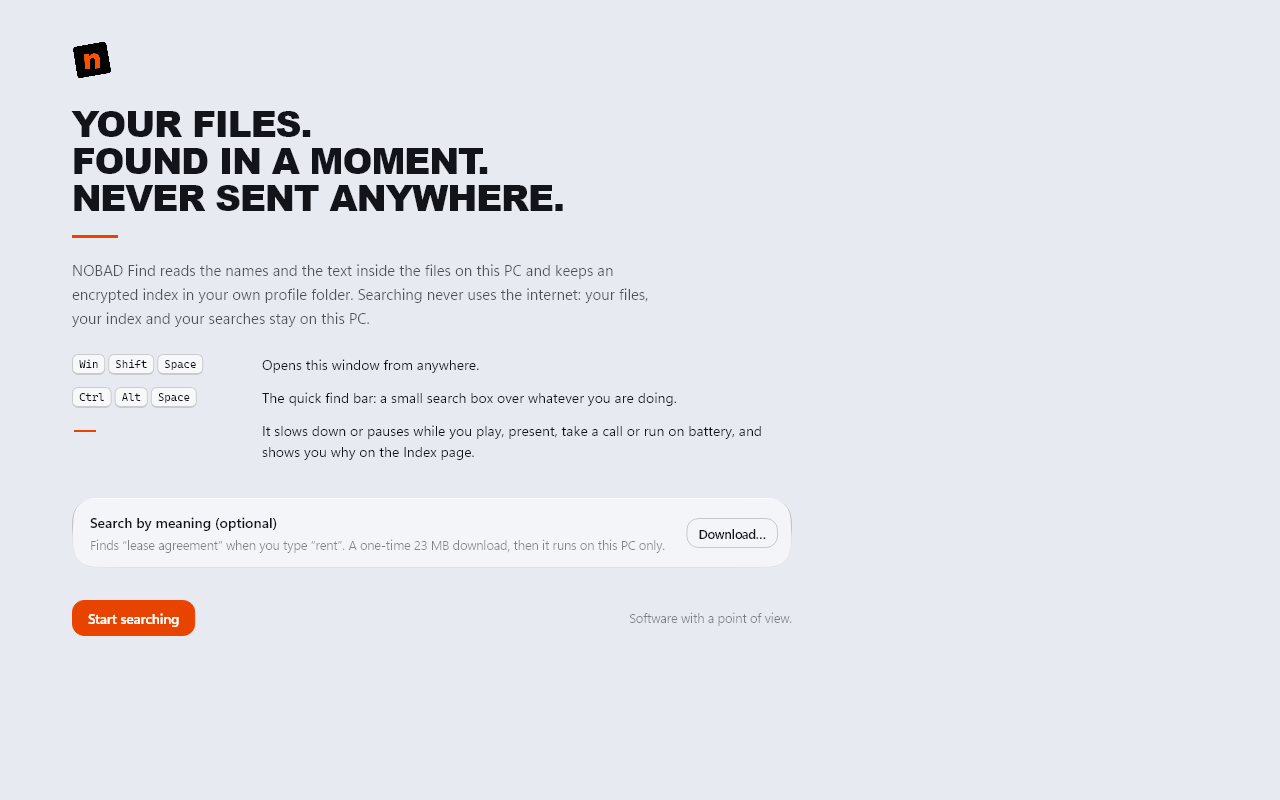 n
YOUR FILES.
FOUND IN A MOMENT.
NEVER SENT ANYWHERE.
NOBAD Find reads the names and the text inside the files on this PC and keeps an
encrypted index in your own profile folder. Searching never uses the internet: your files,
your index and your searches stay on this PC.
Win Shift Space Opens this window from anywhere.
Ctrl Alt Space The quick find bar: a small search box over whatever you are doing.
It slows down or pauses while you play, present, take a call or run on battery, and
shows you why on the Index page.
Search by meaning (optional)
Finds “lease agreement” when you type “rent”. A one-time 23 MB download, then it runs on this PC only.
Download...
Start searching
Software with a point of view.